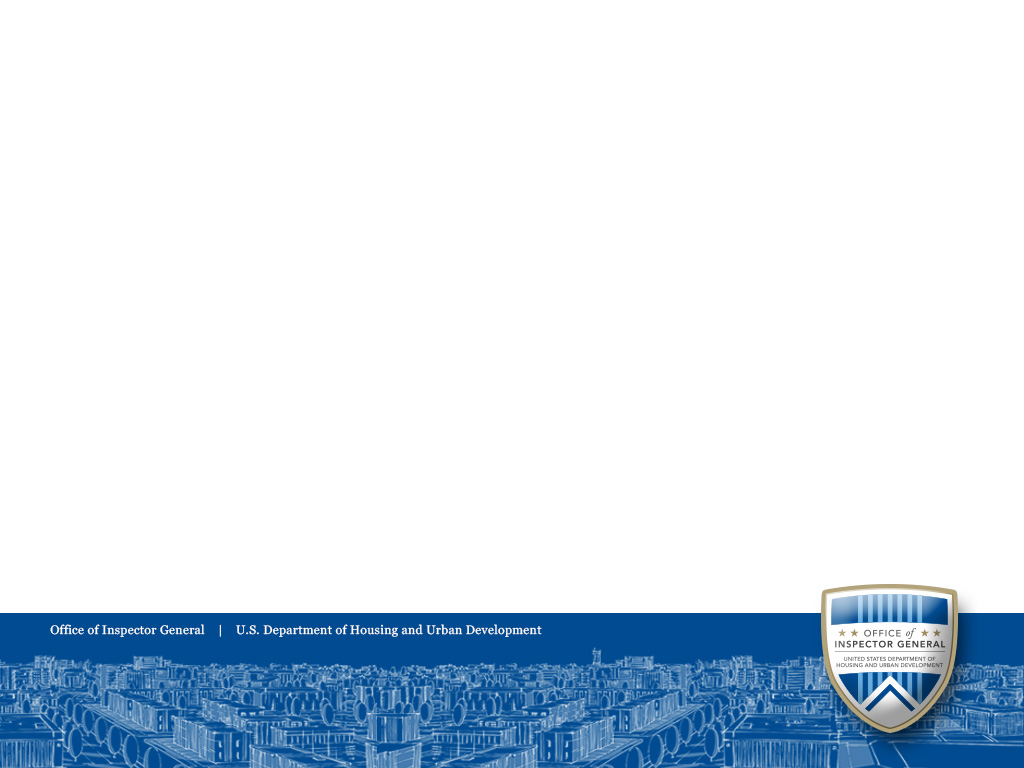 Office of Inspector General | U.S. Department of Housing and Urban Development
OFFICE of
INSPECTOR GENERAL
UNITED STATES DEPARTMENT OF
HOUSING AND URBAN DEVELOPMENT